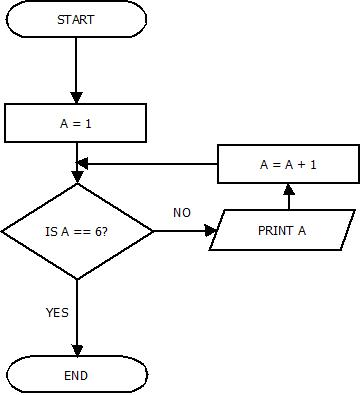 START
A = 1
A = A + 1
IS A == 6?
NO
PRINT A
YES
END